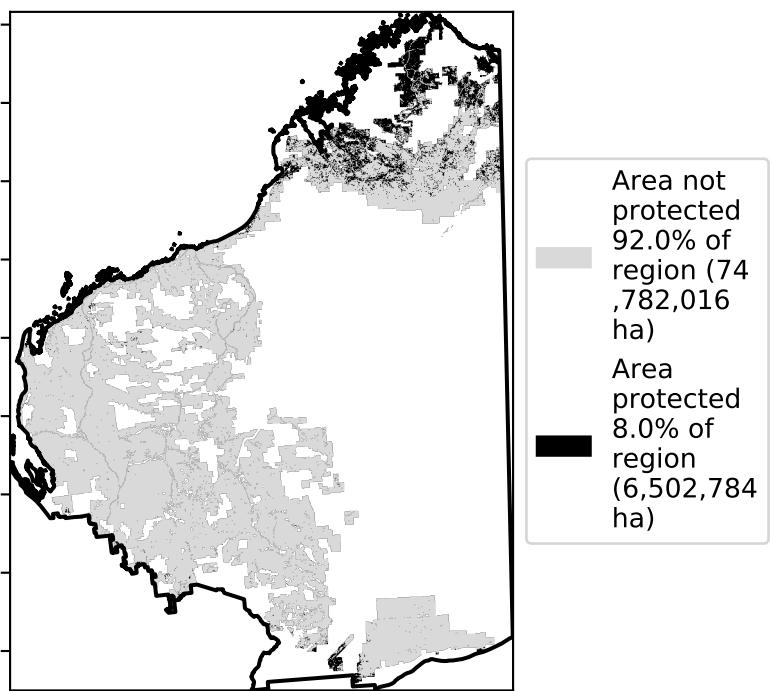 Area not
protected
92.0% of
region (74
,782,016
ha)
Area
protected
8.0% of
region
(6,502,784
ha)